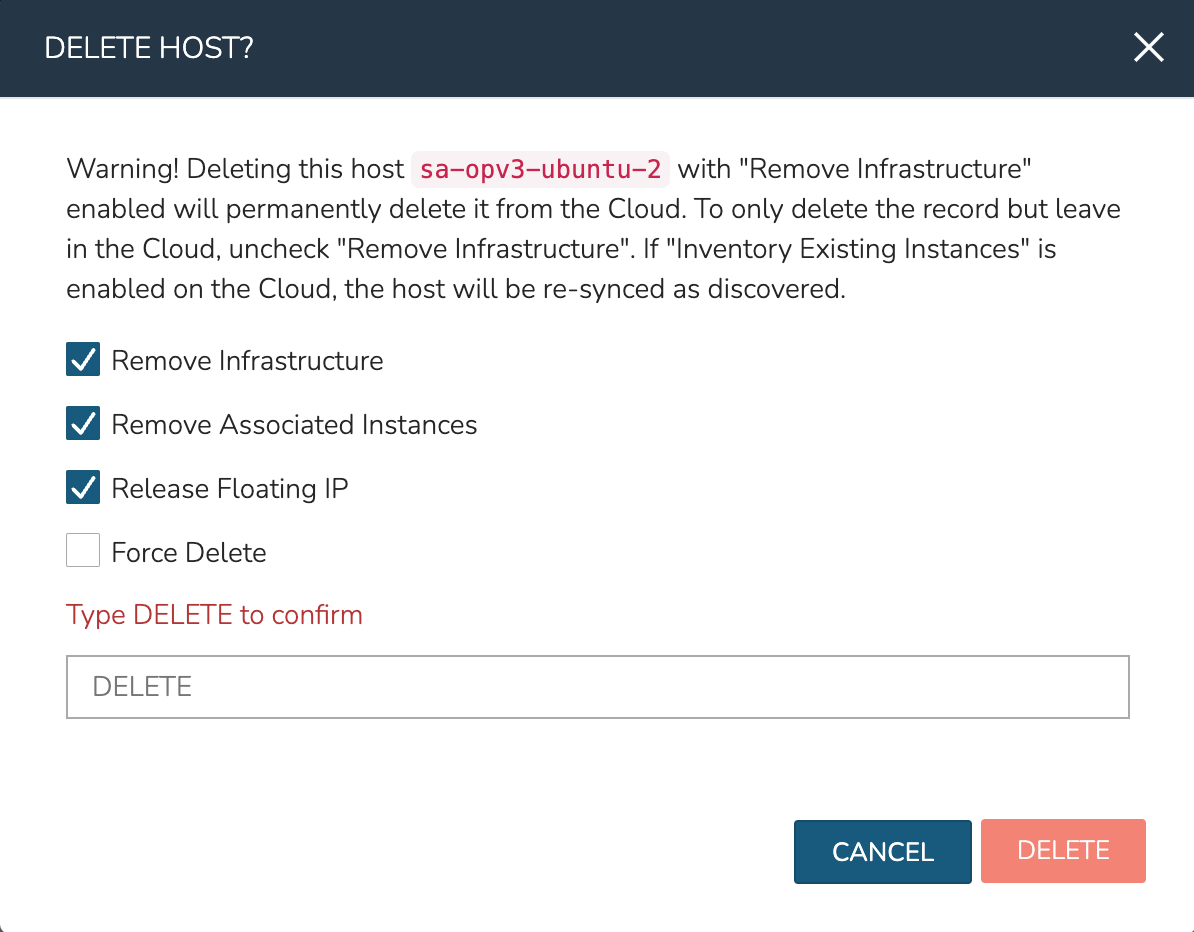 DELETE HOST?
Warning! Deleting this host sa-opv3-ubuntu-2 with "Remove Infrastructure"
enabled will permanently delete it from the Cloud. To only delete the record but leave
in the Cloud, uncheck "Remove Infrastructure". If "Inventory Existing Instances" is
enabled on the Cloud, the host will be re-synced as discovered.
Remove Infrastructure
Remove Associated Instances
Release Floating IP
Force Delete
Type DELETE to confirm
DELETE
CANCEL DELETE